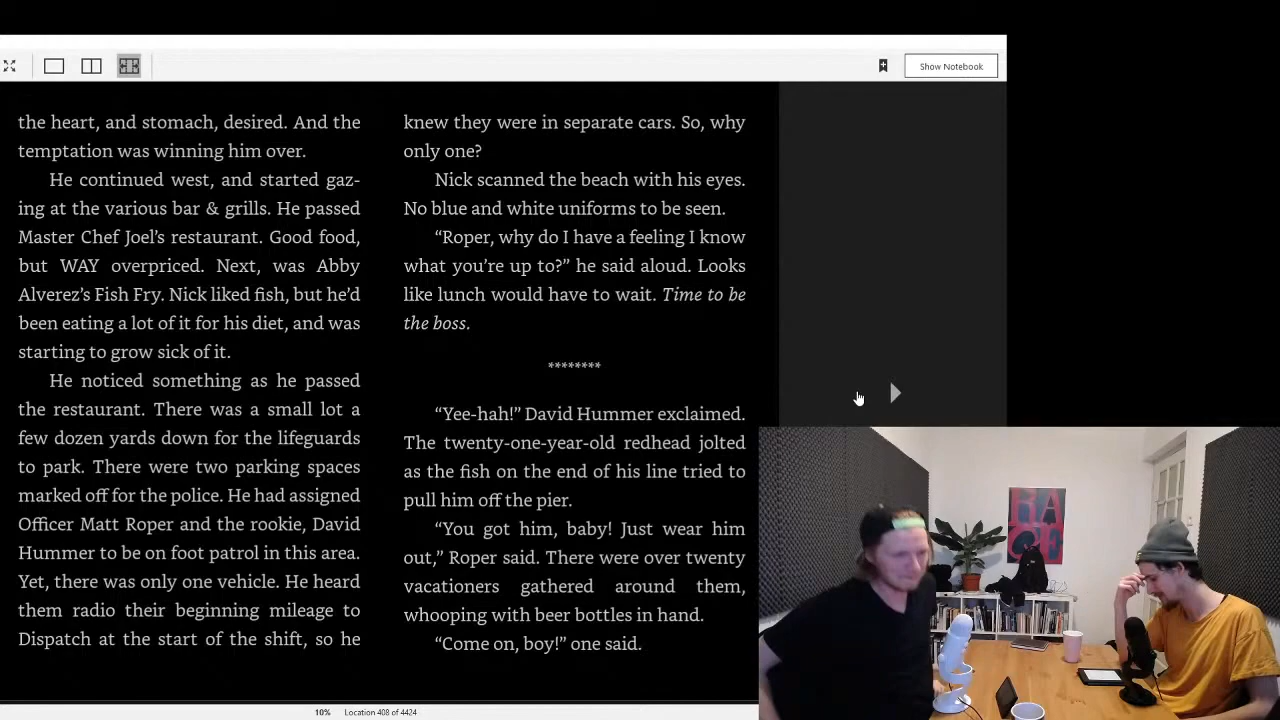 Show Notebook
the heart, and stomach, desired. And the
temptation was winning him over.
He continued west, and started gaz-
ing at the various bar & grills. He passed
Master Chef Joel's restaurant. Good food,
but WAY overpriced. Next, was Abby
Alverez's Fish Fry. Nick liked fish, but he'd
been eating a lot of it for his diet, and was
starting to grow sick of it.
He noticed something as he passed
the restaurant. There was a small lot a
few dozen yards down for the lifeguards
to park. There were two parking spaces
marked off for the police. He had assigned
Officer Matt Roper and the rookie, David
Hummer to be on foot patrol in this area.
Yet, there was only one vehicle. He heard
them radio their beginning mileage to
Dispatch at the start of the shift, so he
knew they were in separate cars. So, why
only one?
Nick scanned the beach with his eyes.
No blue and white uniforms to be seen.
“Roper, why do I have a feeling I know
what you're up to?” he said aloud. Looks
like lunch would have to wait. Time to be
the boss.
********
“Yee-hah!” David Hummer exclaimed.
The twenty-one-year-old redhead jolted
as the fish on the end of his line tried to
pull him off the pier.
“You got him, baby! Just wear him
out,” Roper said. There were over twenty
vacationers gathered around them,
whooping with beer bottles in hand.
“Come on, boy!” one said.
10% Location 408 of 4424